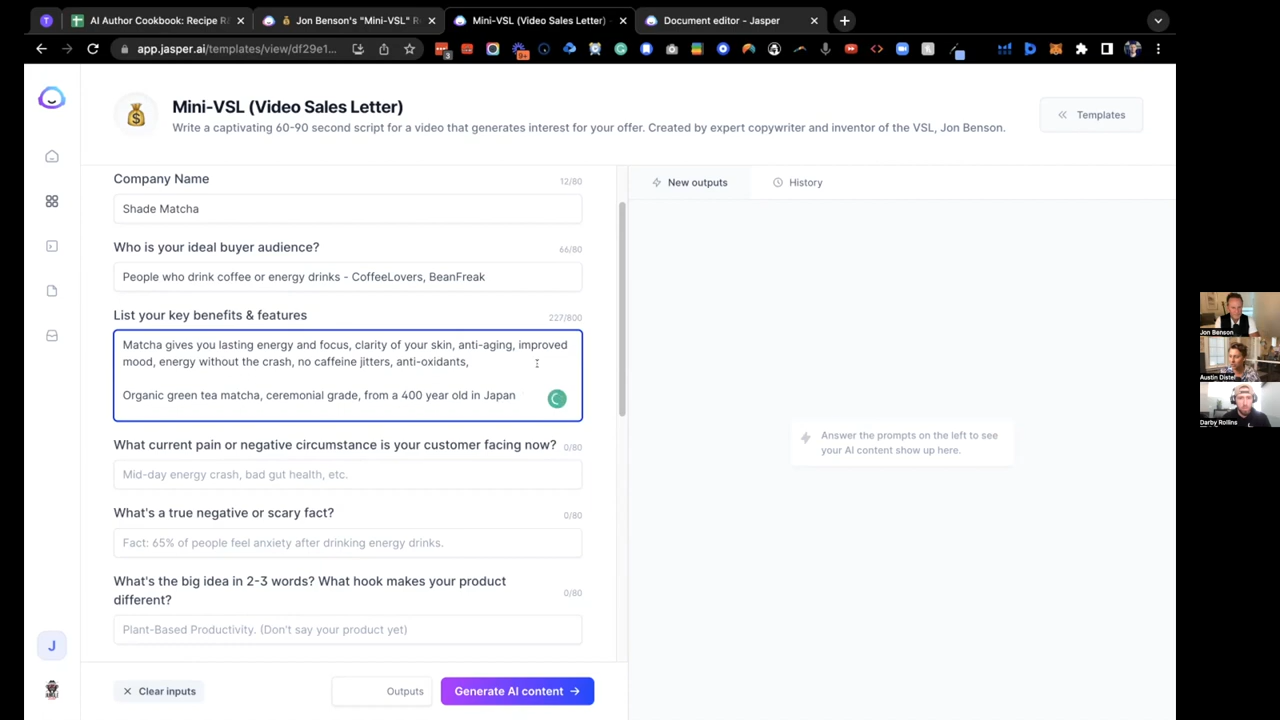 AI Author Cookbook: Recipe R
Jon Benson's "Mini-VSL" R
Mini-VSL (Video Sales Letter)
Document editor - Jasper
app.jasper.ai/templates/view/df29e1...
Mini-VSL (Video Sales Letter)
Write a captivating 60-90 second script for a video that generates interest for your offer. Created by expert copywriter and inventor of the VSL, Jon Benson.
Templates
Company Name
12/80
Shade Matcha
Who is your ideal buyer audience?
66/80
People who drink coffee or energy drinks - CoffeeLovers, BeanFreak
List your key benefits & features
227/800
Matcha gives you lasting energy and focus, clarity of your skin, anti-aging, improved
mood, energy without the crash, no caffeine jitters, anti-oxidants,
Organic green tea matcha, ceremonial grade, from a 400 year old in Japan
What current pain or negative circumstance is your customer facing now?
0/80
Mid-day energy crash, bad gut health, etc.
What's a true negative or scary fact?
0/80
Fact: 65% of people feel anxiety after drinking energy drinks.
What's the big idea in 2-3 words? What hook makes your product
different?
0/80
Plant-Based Productivity. (Don't say your product yet)
J
Clear inputs
Outputs
Generate AI content
New outputs
History
Answer the prompts on the left to see
your AI content show up here.
Jon Benson
Austin Distel
Darby Rollins